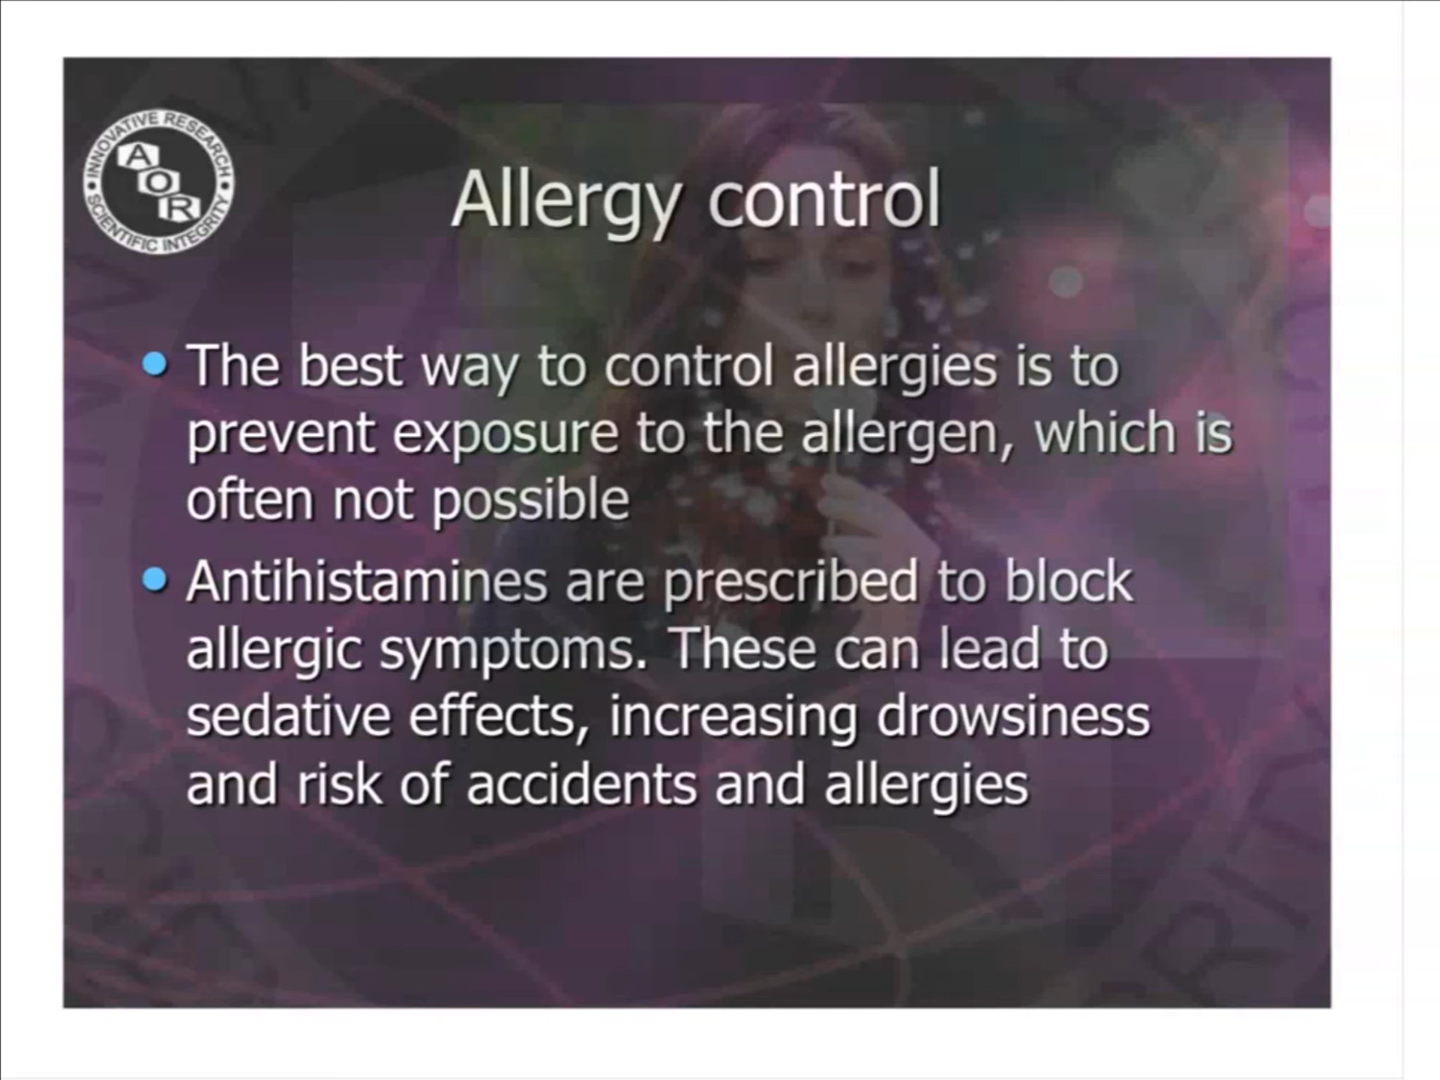 INNOVATIVE RESEARCH
AOR
SCIENTIFIC INTEGRITY
Allergy control
• The best way to control allergies is to
prevent exposure to the allergen, which is
often not possible
• Antihistamines are prescribed to block
allergic symptoms. These can lead to
sedative effects, increasing drowsiness
and risk of accidents and allergies